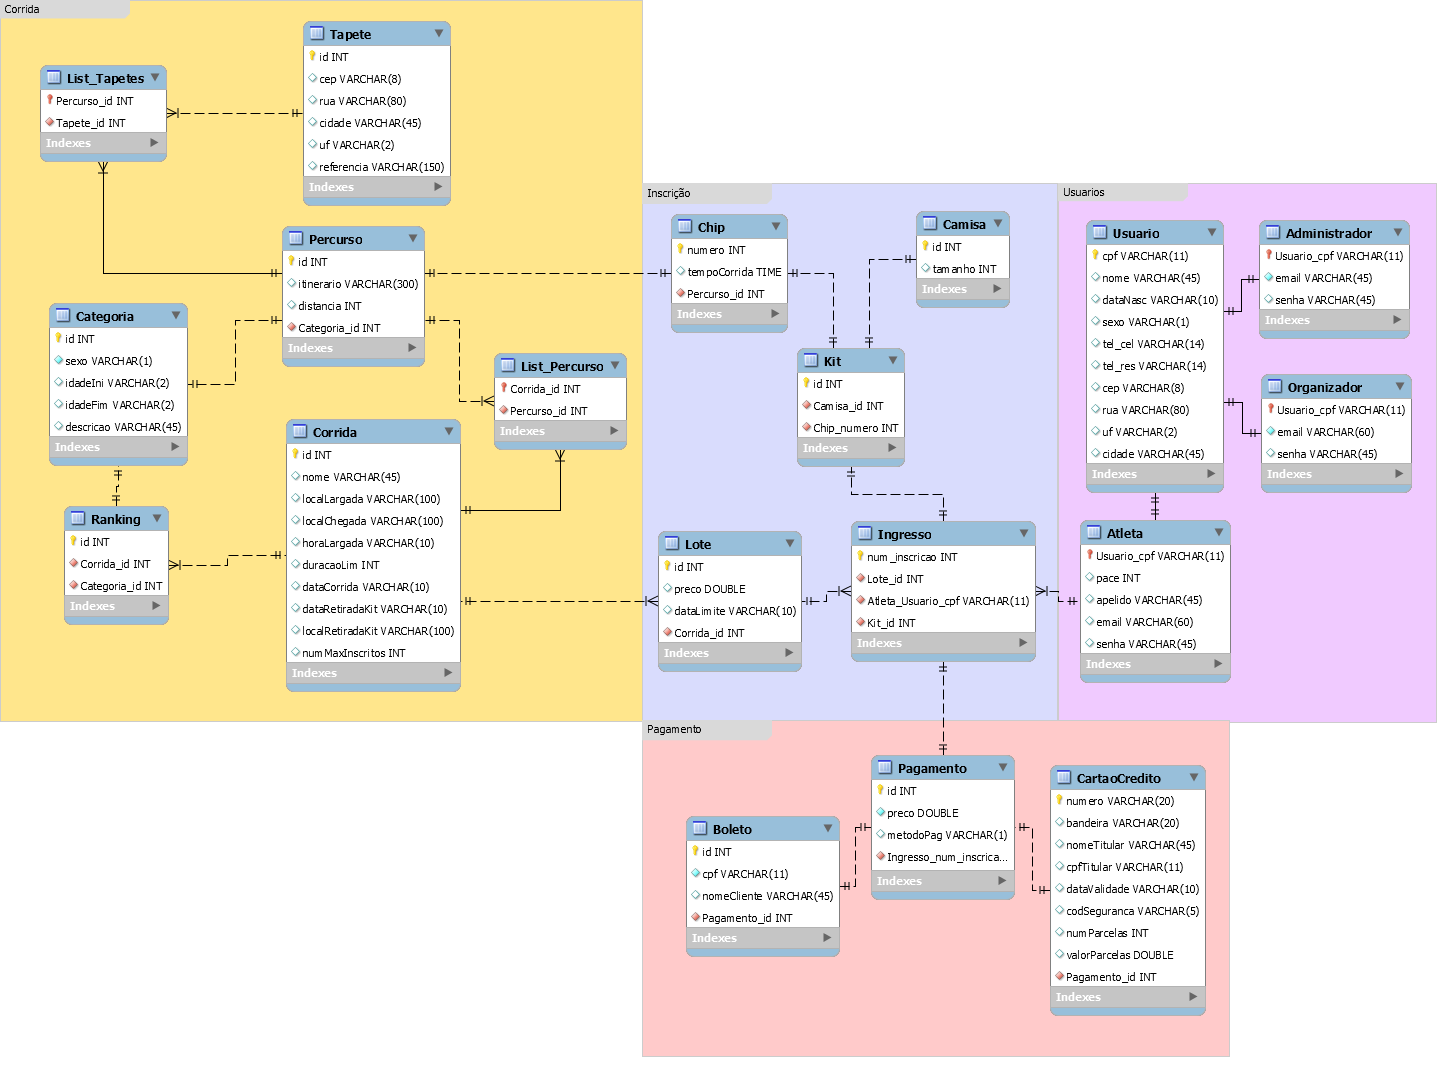 Corrida
Tapete
id INT
cep VARCHAR(8)
rua VARCHAR(80)
cidade VARCHAR(45)
uf VARCHAR(2)
referencia VARCHAR(150)
Indexes
List_Tapetes
Percurso_id INT
Tapete_id INT
Indexes
Percurso
id INT
itinerario VARCHAR(300)
distancia INT
Categoria_id INT
Indexes
Categoria
id INT
sexo VARCHAR(1)
idadeIni VARCHAR(2)
idadeFim VARCHAR(2)
descricao VARCHAR(45)
Indexes
List_Percurso
Corrida_id INT
Percurso_id INT
Indexes
Corrida
id INT
nome VARCHAR(45)
localLargada VARCHAR(100)
localChegada VARCHAR(100)
horaLargada VARCHAR(10)
duracaoLim INT
dataCorrida VARCHAR(10)
dataRetiradaKit VARCHAR(10)
localRetiradaKit VARCHAR(100)
numMaxInscritos INT
Indexes
Ranking
id INT
Corrida_id INT
Categoria_id INT
Indexes
Inscrição
Chip
numero INT
tempoCorrida TIME
Percurso_id INT
Indexes
Camisa
id INT
tamanho INT
Indexes
Kit
id INT
Camisa_id INT
Chip_numero INT
Indexes
Lote
id INT
preco DOUBLE
dataLimite VARCHAR(10)
Corrida_id INT
Indexes
Ingresso
num_inscricao INT
Lote_id INT
Atleta_Usuario_cpf VARCHAR(11)
Kit_id INT
Indexes
Usuarios
Usuario
cpf VARCHAR(11)
nome VARCHAR(45)
dataNasc VARCHAR(10)
sexo VARCHAR(1)
tel_cel VARCHAR(14)
tel_res VARCHAR(14)
cep VARCHAR(8)
rua VARCHAR(80)
uf VARCHAR(2)
cidade VARCHAR(45)
Indexes
Administrador
Usuario_cpf VARCHAR(11)
email VARCHAR(45)
senha VARCHAR(45)
Indexes
Organizador
Usuario_cpf VARCHAR(11)
email VARCHAR(60)
senha VARCHAR(45)
Indexes
Atleta
Usuario_cpf VARCHAR(11)
pace INT
apelido VARCHAR(45)
email VARCHAR(60)
senha VARCHAR(45)
Indexes
Pagamento
Pagamento
id INT
preco DOUBLE
metodoPag VARCHAR(1)
Ingresso_num_inscrica...
Indexes
Boleto
id INT
cpf VARCHAR(11)
nomeCliente VARCHAR(45)
Pagamento_id INT
Indexes
CartaoCredito
numero VARCHAR(20)
bandeira VARCHAR(20)
nomeTitular VARCHAR(45)
cpfTitular VARCHAR(11)
dataValidade VARCHAR(10)
codSeguranca VARCHAR(5)
numParcelas INT
valorParcelas DOUBLE
Pagamento_id INT
Indexes